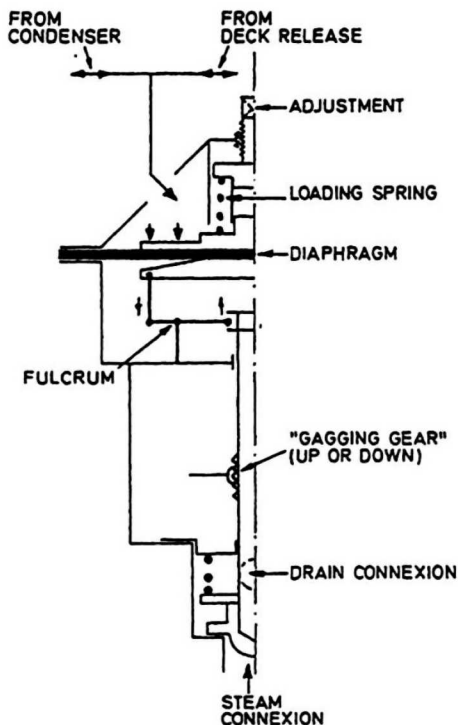 FROM
CONDENSER
FROM
DECK RELEASE
ADJUSTMENT
LOADING SPRING
DIAPHRAGM
FULCRUM
"GAGGING GEAR"
(UP OR DOWN)
DRAIN CONNEXION
STEAM
CONNEXION